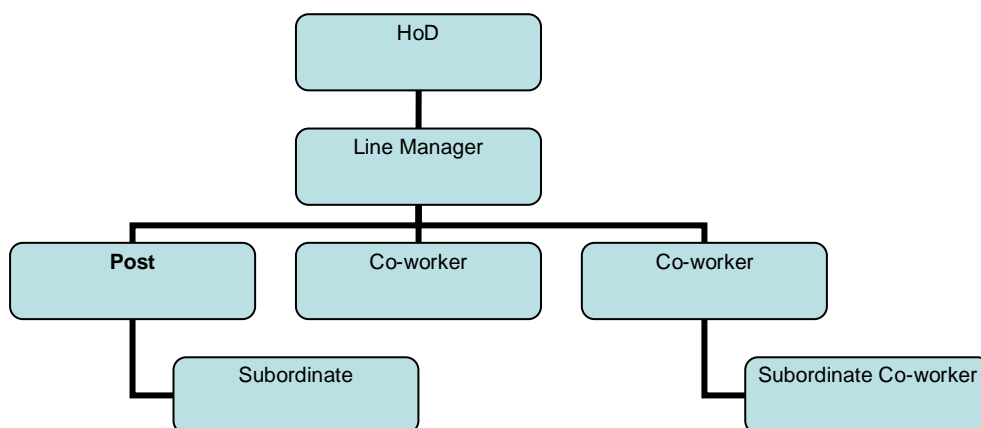 HoD
Line Manager
Post
Co-worker
Co-worker
Subordinate
Subordinate Co-worker